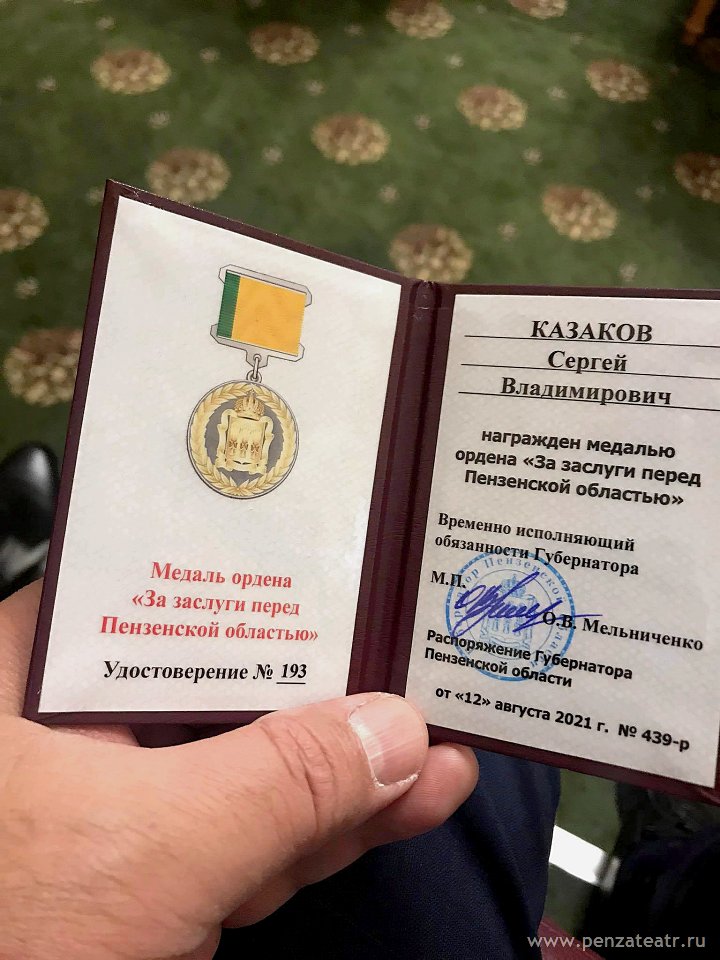 Медаль ордена
«За заслуги перед
Пензенской областью»
Удостоверение № 193
КАЗАКОВ
Сергей
Владимирович
награжден медалью
ордена «За заслуги перед
Пензенской областью»
Временно исполняющий
обязанности Губернатора
М.П.
О.В. Мельниченко
Распоряжение Губернатора
Пензенской области
от «12» августа 2021 г. № 439-р
www.penzateatr.ru